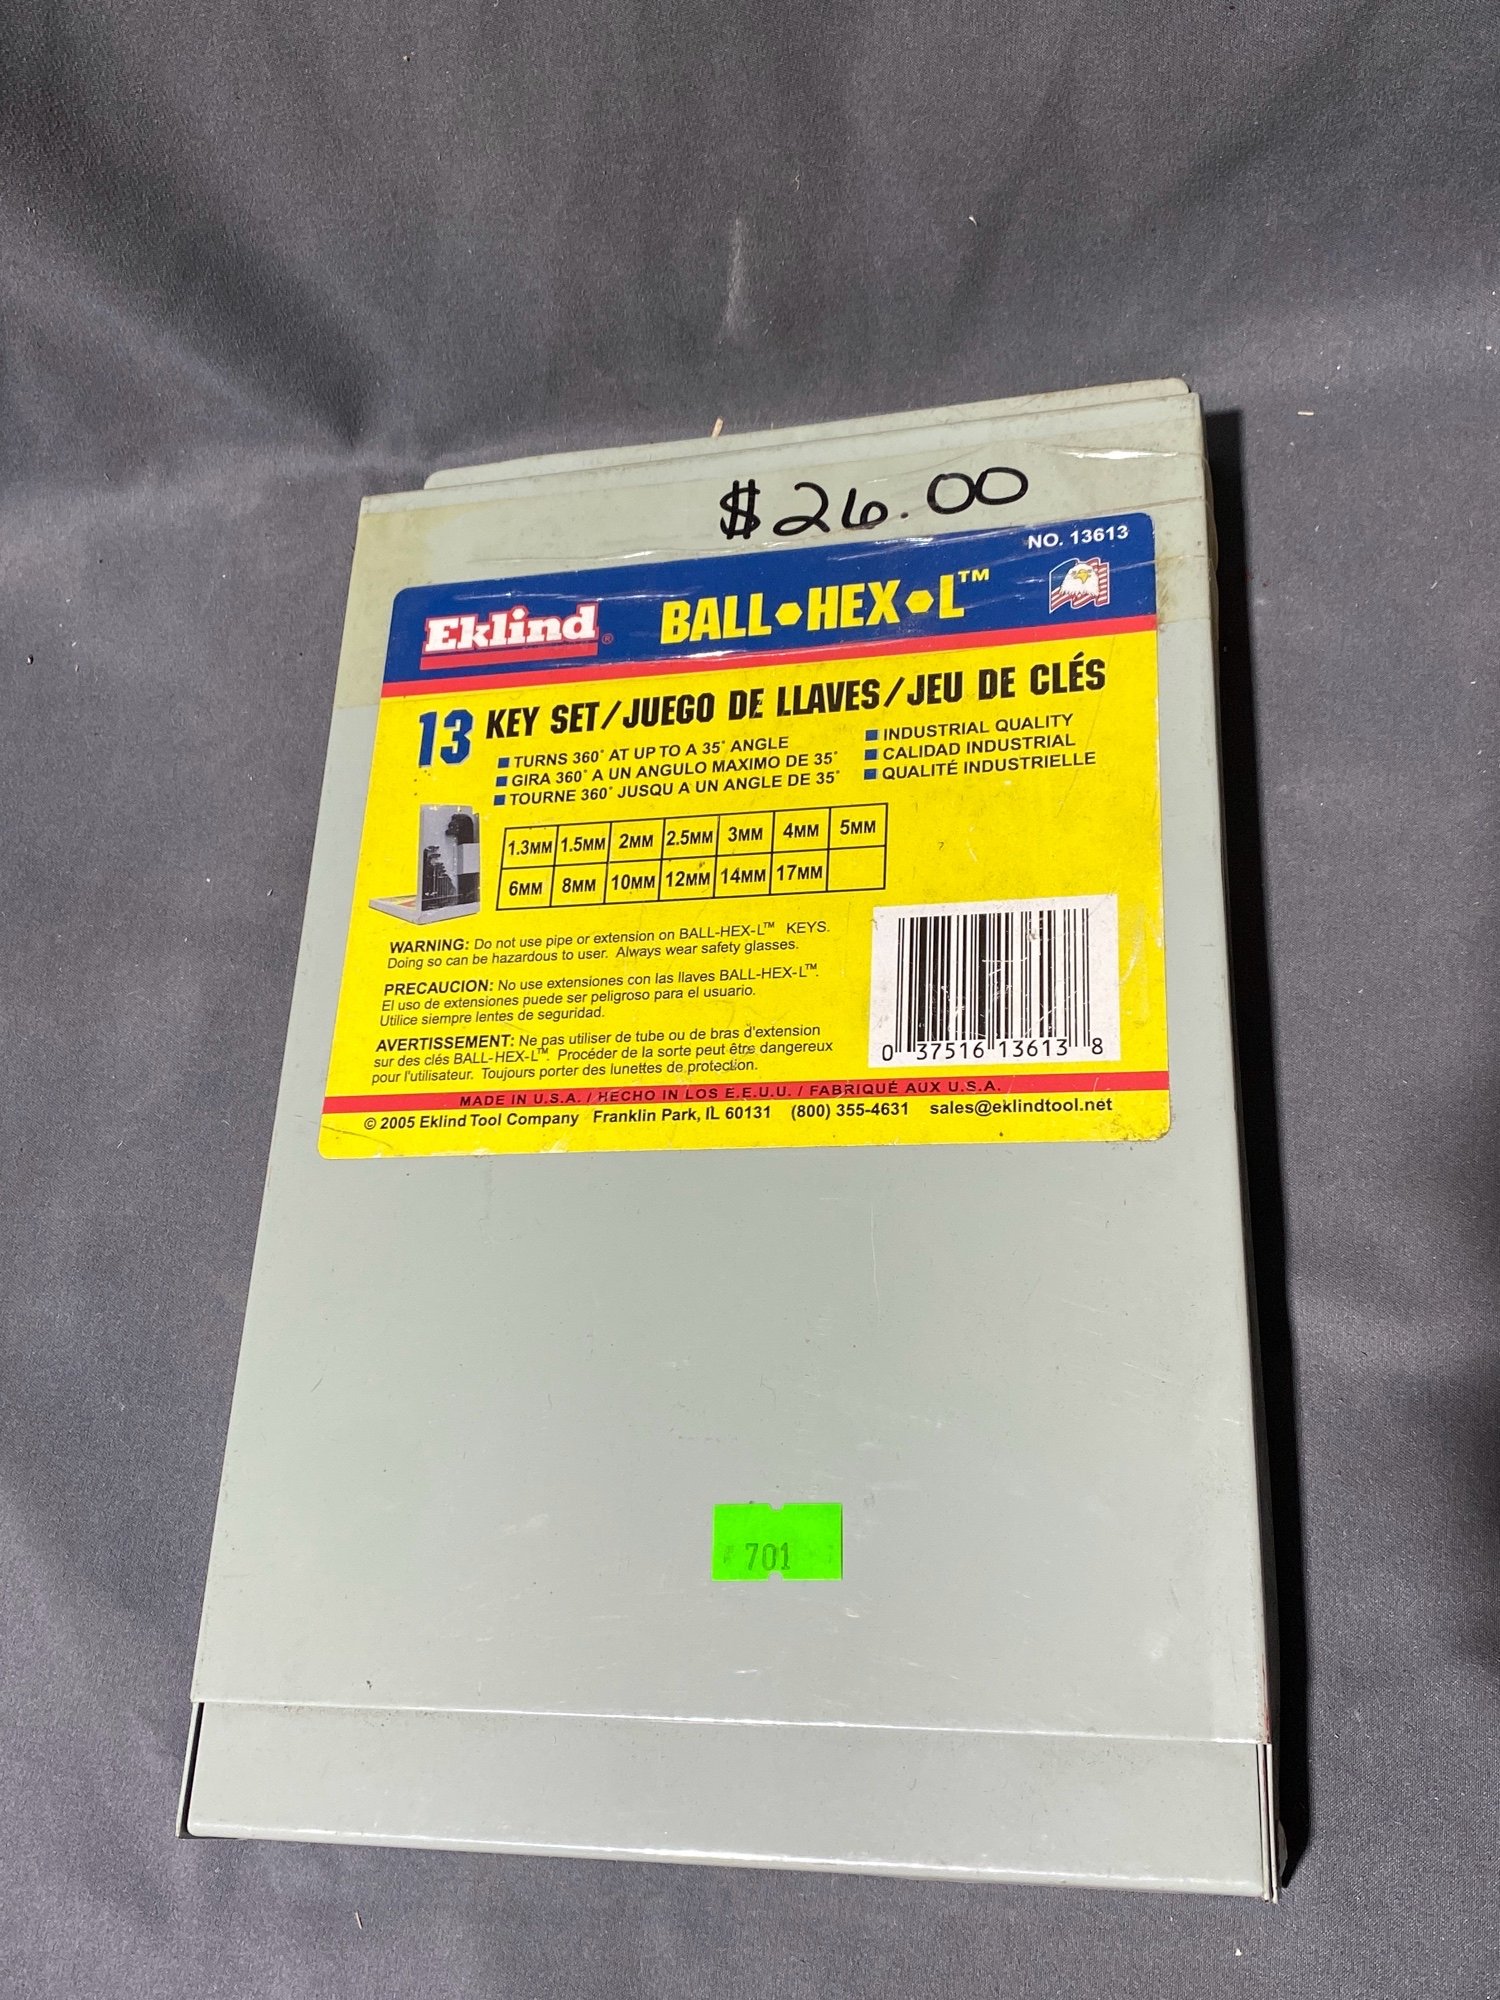 $26.00
NO. 13613
Eklind® BALL•HEX•L™
13 KEY SET/JUEGO DE LLAVES/JEU DE CLÉS
TURNS 360° AT UP TO A 35° ANGLE
GIRA 360° A UN ANGULO MAXIMO DE 35°
TOURNE 360° JUSQU A UN ANGLE DE 35°
INDUSTRIAL QUALITY
CALIDAD INDUSTRIAL
QUALITÉ INDUSTRIELLE
1.3MM 1.5MM 2MM 2.5MM 3MM 4MM 5MM
6MM 8MM 10MM 12MM 14MM 17MM
WARNING: Do not use pipe or extension on BALL-HEX-L™ KEYS.
Doing so can be hazardous to user. Always wear safety glasses.
PRECAUCION: No use extensiones con las llaves BALL-HEX-L™.
El uso de extensiones puede ser peligroso para el usuario.
Utilice siempre lentes de seguridad.
AVERTISSEMENT: Ne pas utiliser de tube ou de bras d'extension
sur des clés BALL-HEX-L™. Procéder de la sorte peut être dangereux
pour l'utilisateur. Toujours porter des lunettes de protection.
0 37516 13613 8
MADE IN U.S.A. / HECHO IN LOS E.E.U.U. / FABRIQUÉ AUX U.S.A.
© 2005 Eklind Tool Company Franklin Park, IL 60131 (800) 355-4631 sales@eklindtool.net
701